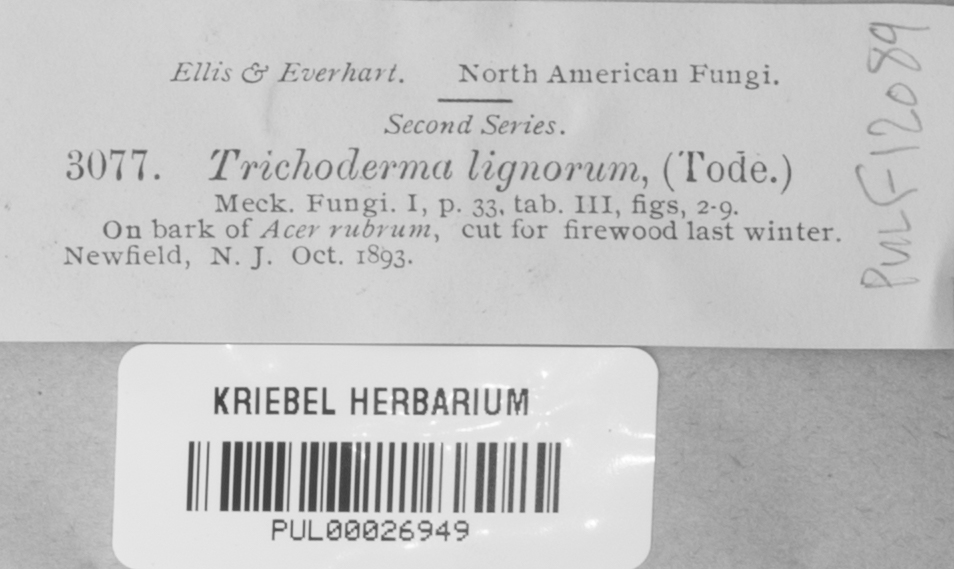 Ellis & Everhart. North American Fungi.
Second Series.
3077. Trichoderma lignorum, (Tode.)
Meck. Fungi. I, p. 33, tab. III, figs, 2-9.
On bark of Acer rubrum, cut for firewood last winter.
Newfield, N. J. Oct. 1893.
PUL F12089
KRIEBEL HERBARIUM
PUL00026949